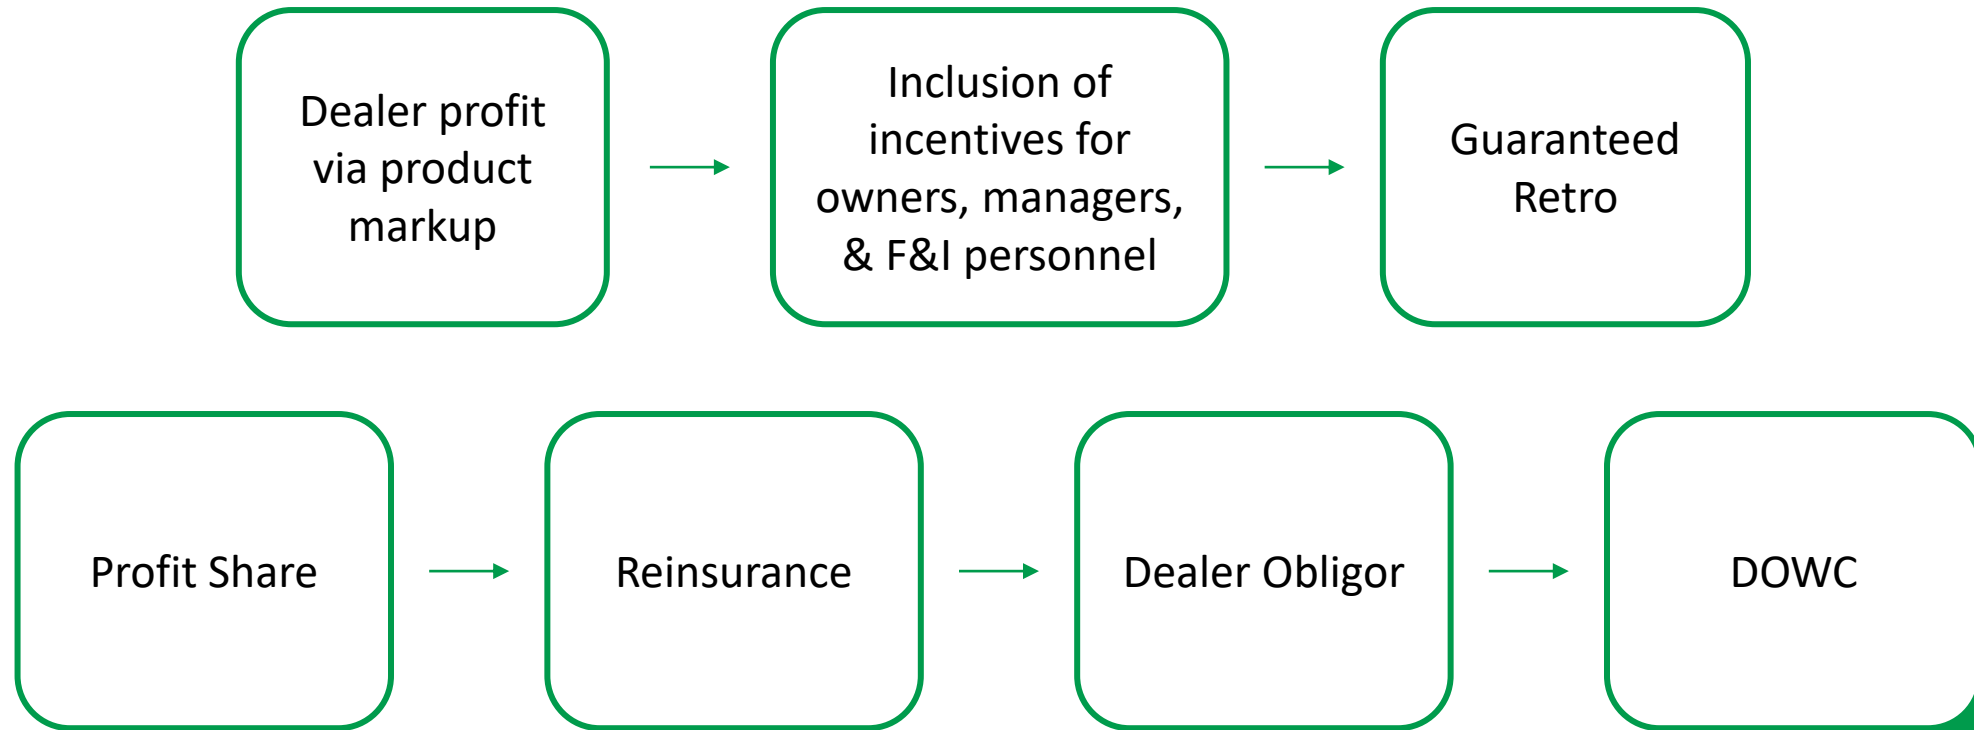 Dealer profit
via product
markup
Inclusion of
incentives for
owners, managers,
& F&I personnel
Guaranteed
Retro
Profit Share
Reinsurance
Dealer Obligor
DOWC